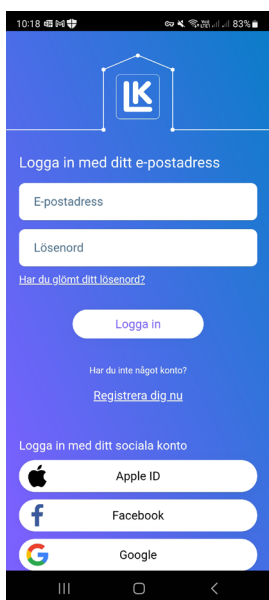 10:18
83%
LK
Logga in med ditt e-postadress
E-postadress
Lösenord
Har du glömt ditt lösenord?
Logga in
Har du inte något konto?
Registrera dig nu
Logga in med ditt sociala konto
Apple ID
Facebook
Google